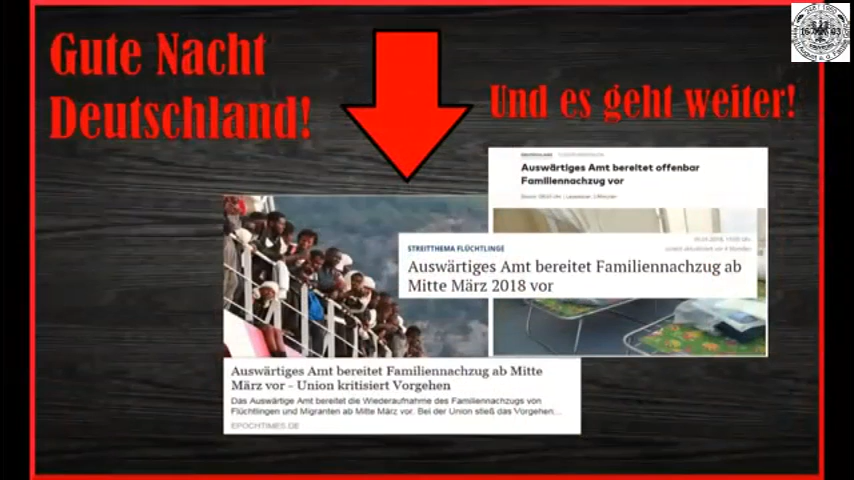 Gute Nacht
Deutschland!
Und es geht weiter!
Auswärtiges Amt bereitet offenbar
Familiennachzug vor
STREITTHEMA FLÜCHTLINGE
Auswärtiges Amt bereitet Familiennachzug ab
Mitte März 2018 vor
Auswärtiges Amt bereitet Familiennachzug ab Mitte
März vor - Union kritisiert Vorgehen
Das Auswärtige Amt bereitet die Wiederaufnahme des Familiennachzugs von
Flüchtlingen und Migranten ab Mitte März vor. Bei der Union stieß das Vorgehen...
EPOCHTIMES.DE